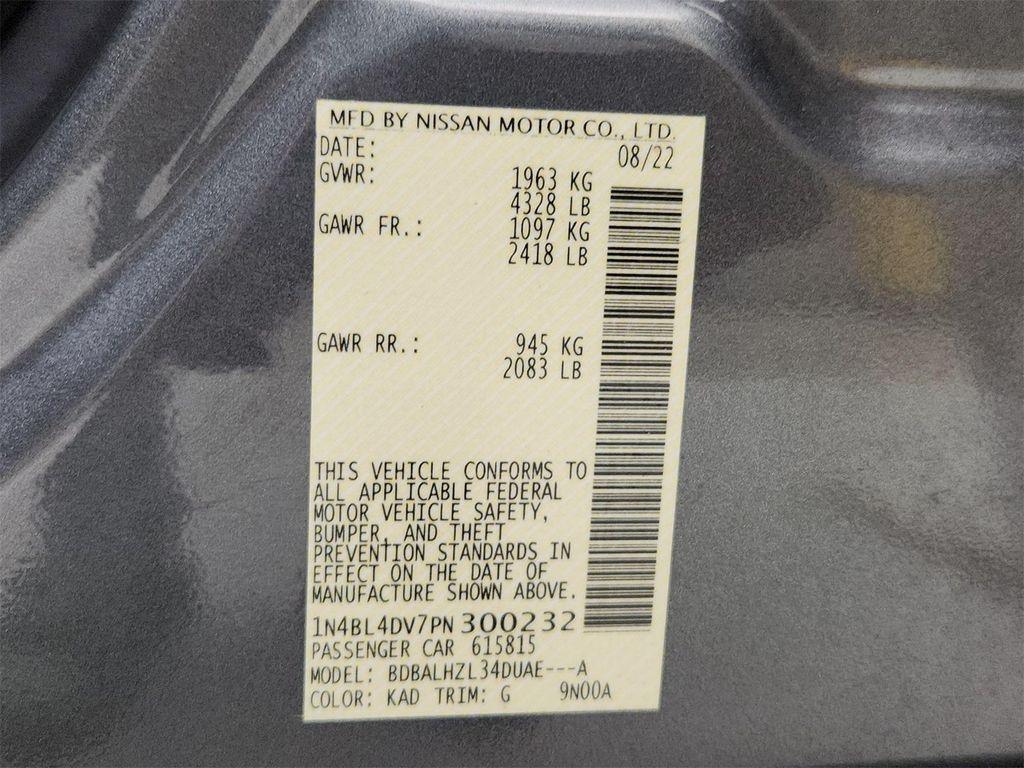 MFD BY NISSAN MOTOR CO., LTD.
DATE: 08/22
GVWR: 1963 KG
4328 LB
GAWR FR.: 1097 KG
2418 LB
GAWR RR.: 945 KG
2083 LB
THIS VEHICLE CONFORMS TO
ALL APPLICABLE FEDERAL
MOTOR VEHICLE SAFETY,
BUMPER, AND THEFT
PREVENTION STANDARDS IN
EFFECT ON THE DATE OF
MANUFACTURE SHOWN ABOVE.
1N4BL4DV7PN300232
PASSENGER CAR 615815
MODEL: BDBALHZL34DUAE---A
COLOR: KAD TRIM: G 9N00A